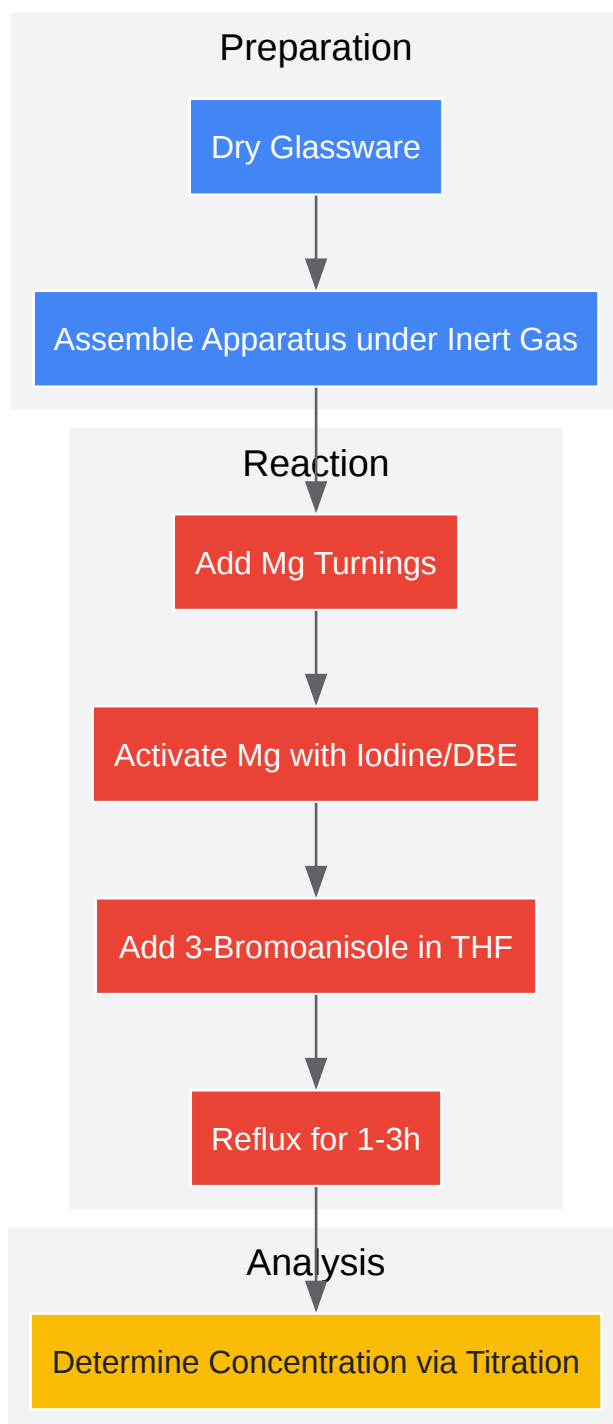 Preparation
Dry Glassware
Assemble Apparatus under Inert Gas
Reaction
Add Mg Turnings
Activate Mg with Iodine/DBE
Add 3-Bromoanisole in THF
Reflux for 1-3h
Analysis
Determine Concentration via Titration